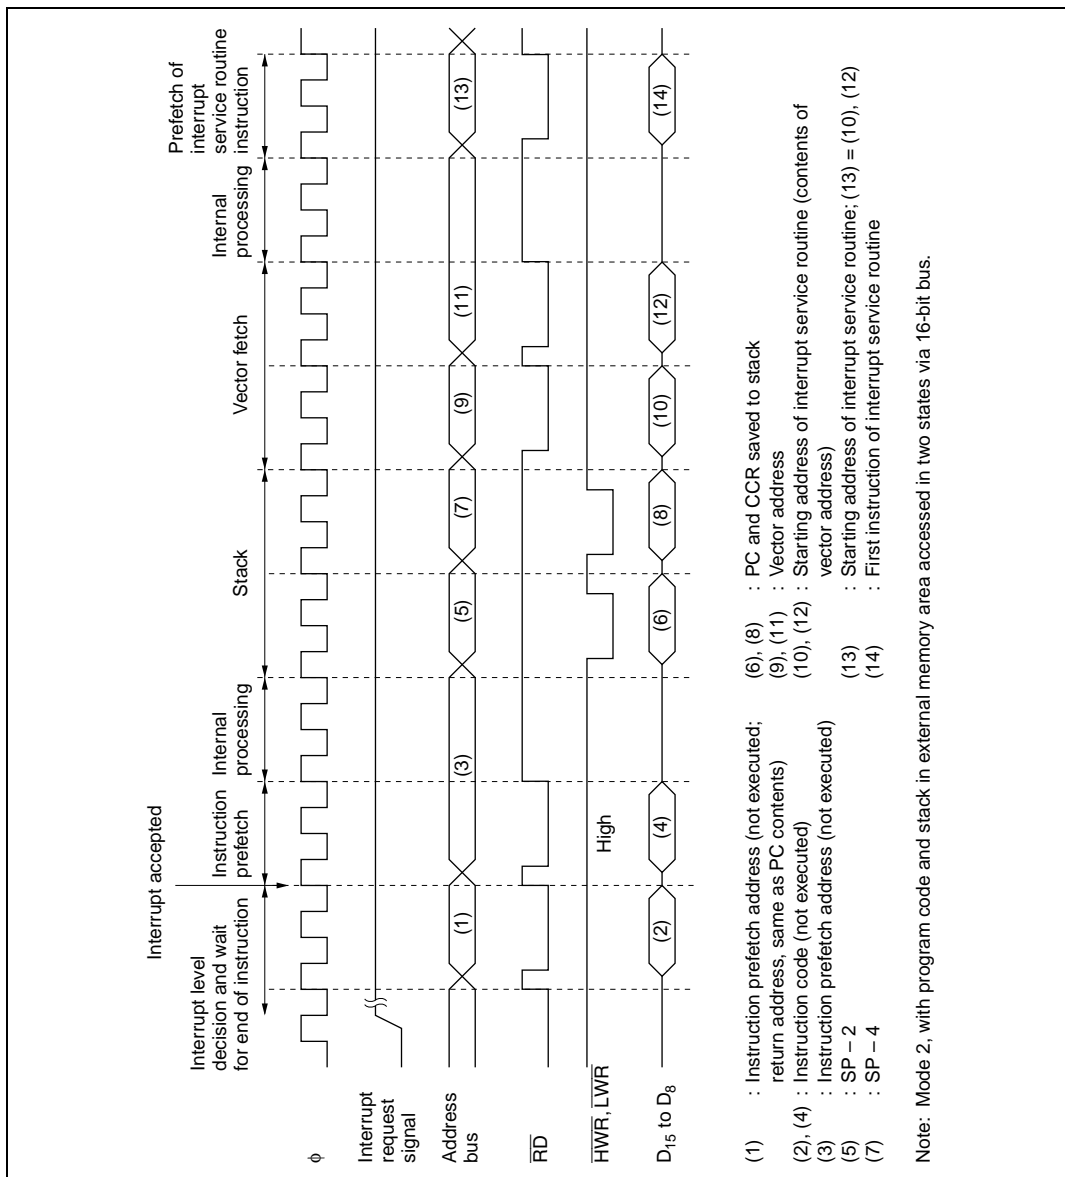 Interrupt accepted
Interrupt level
decision and wait
for end of instruction
Instruction
prefetch
Internal
processing
Stack
Vector fetch
Internal
processing
Prefetch of
interrupt
service routine
instruction
φ
Interrupt
request
signal
Address
bus
(1)
(3)
(5)
(7)
(9)
(11)
(13)
RD
HWR, LWR
High
D15 to D8
(2)
(4)
(6)
(8)
(10)
(12)
(14)
(1) : Instruction prefetch address (not executed;
return address, same as PC contents)
(2), (4) : Instruction code (not executed)
(3) : Instruction prefetch address (not executed)
(5) : SP – 2
(7) : SP – 4
(6), (8) : PC and CCR saved to stack
(9), (11) : Vector address
(10), (12) : Starting address of interrupt service routine (contents of
vector address)
(13) : Starting address of interrupt service routine; (13) = (10), (12)
(14) : First instruction of interrupt service routine
Note: Mode 2, with program code and stack in external memory area accessed in two states via 16-bit bus.